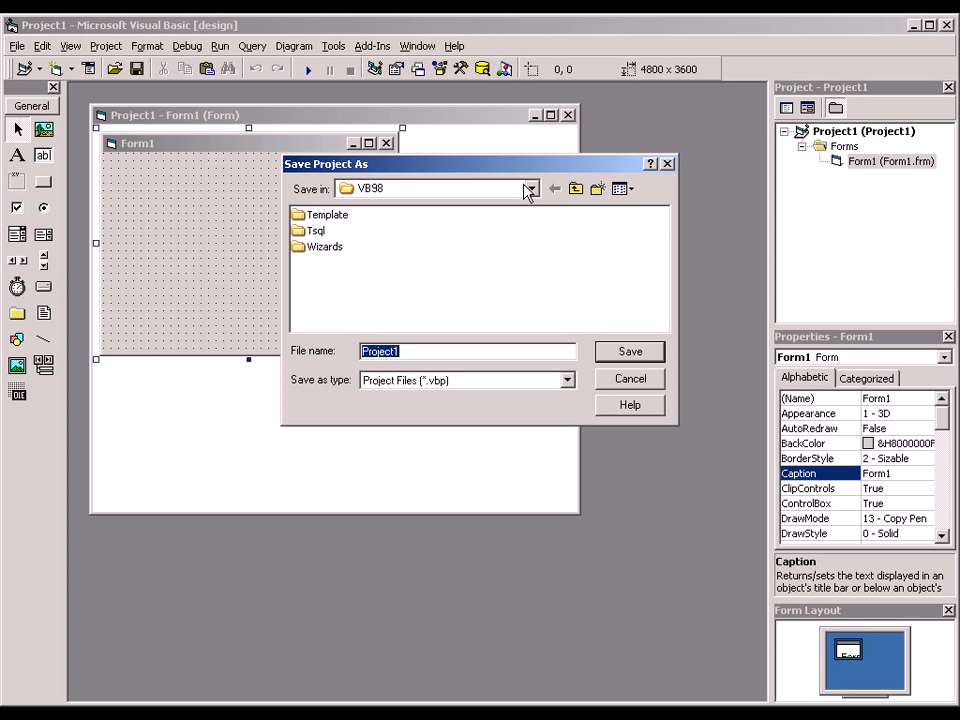 Project1 - Microsoft Visual Basic [design]
File Edit View Project Format Debug Run Query Diagram Tools Add-Ins Window Help
0, 0 4800 x 3600
General
A
ab|
xv
OLE
Project1 - Form1 (Form)
Form1
Save Project As
Save in: VB98
Template
Tsql
Wizards
File name: Project1
Save
Save as type: Project Files (*.vbp)
Cancel
Help
Project - Project1
Project1 (Project1)
Forms
Form1 (Form1.frm)
Properties - Form1
Form1 Form
Alphabetic Categorized
(Name) Form1
Appearance 1 - 3D
AutoRedraw False
BackColor &H8000000F
BorderStyle 2 - Sizable
Caption Form1
ClipControls True
ControlBox True
DrawMode 13 - Copy Pen
DrawStyle 0 - Solid
Caption
Returns/sets the text displayed in an
object's title bar or below an object's
Form Layout